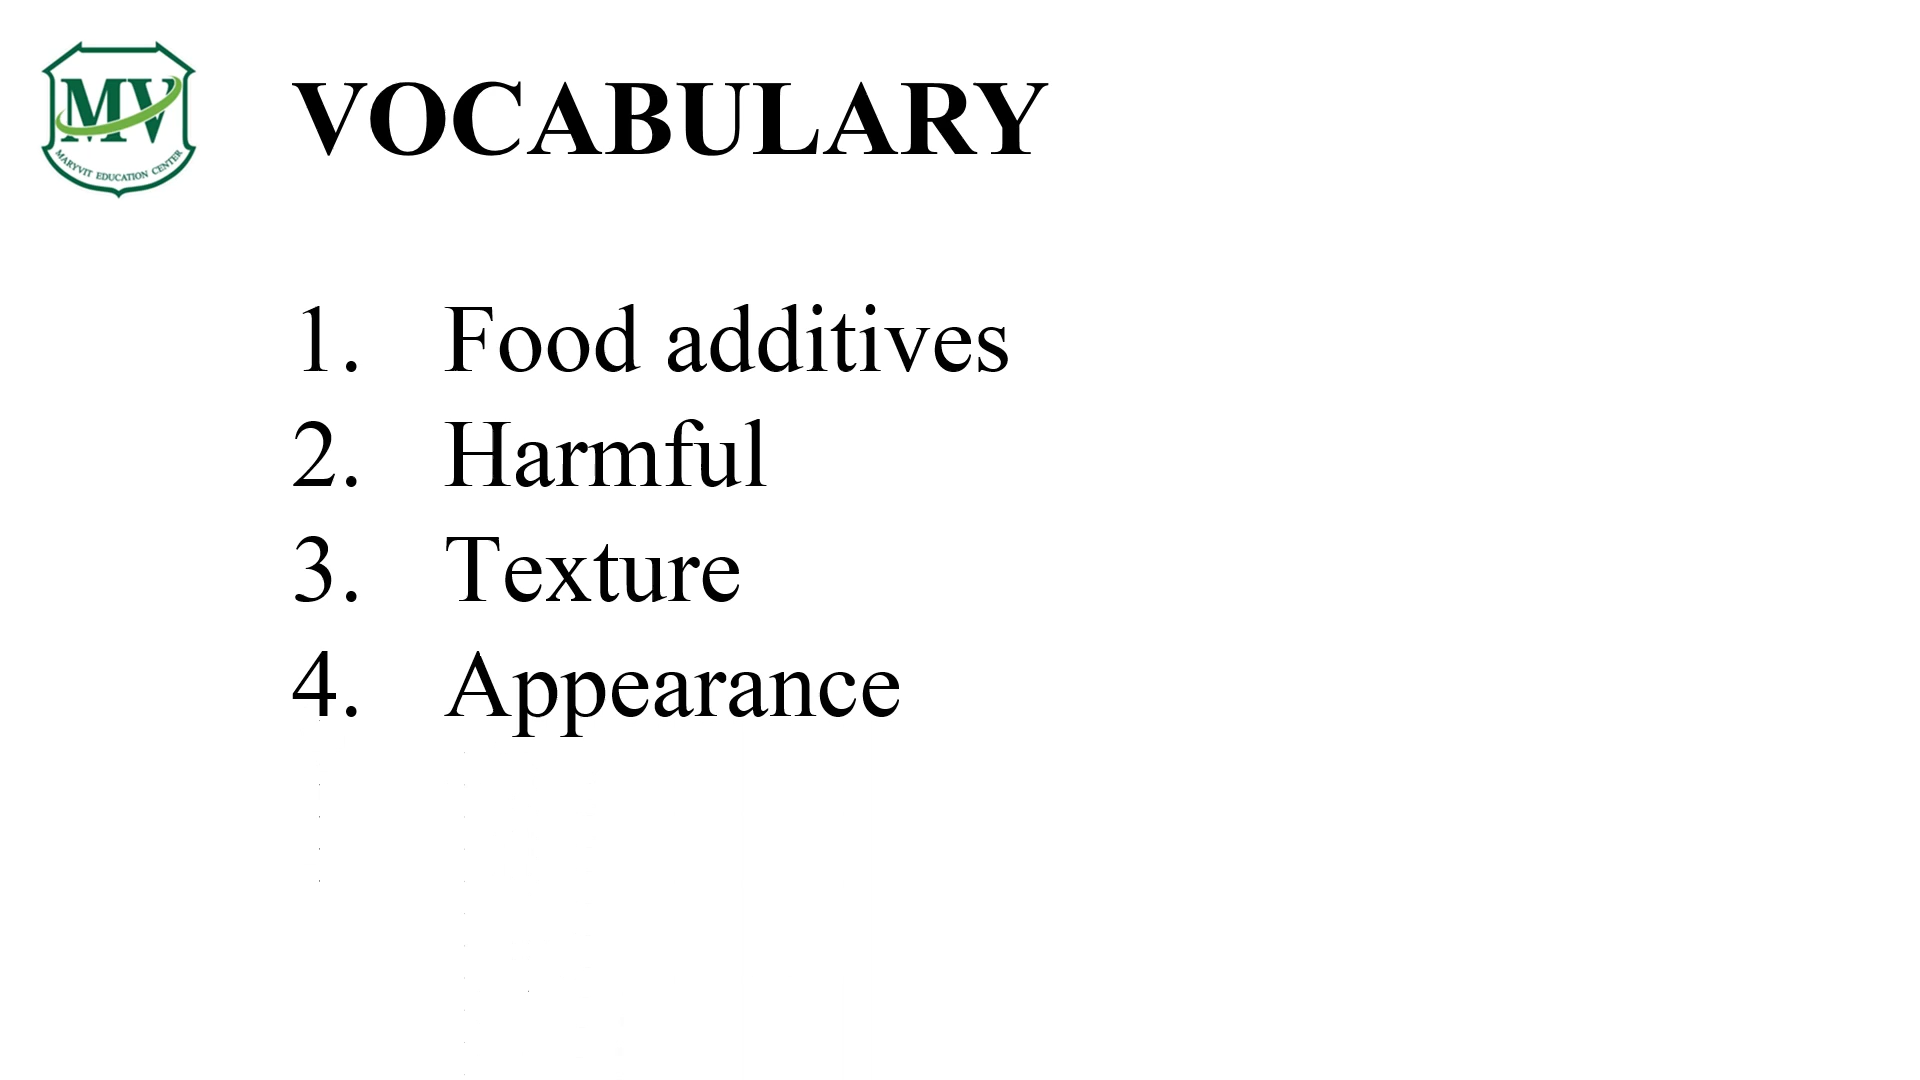 MV
MARYVIT EDUCATION CENTER
VOCABULARY
1. Food additives
2. Harmful
3. Texture
4. Appearance